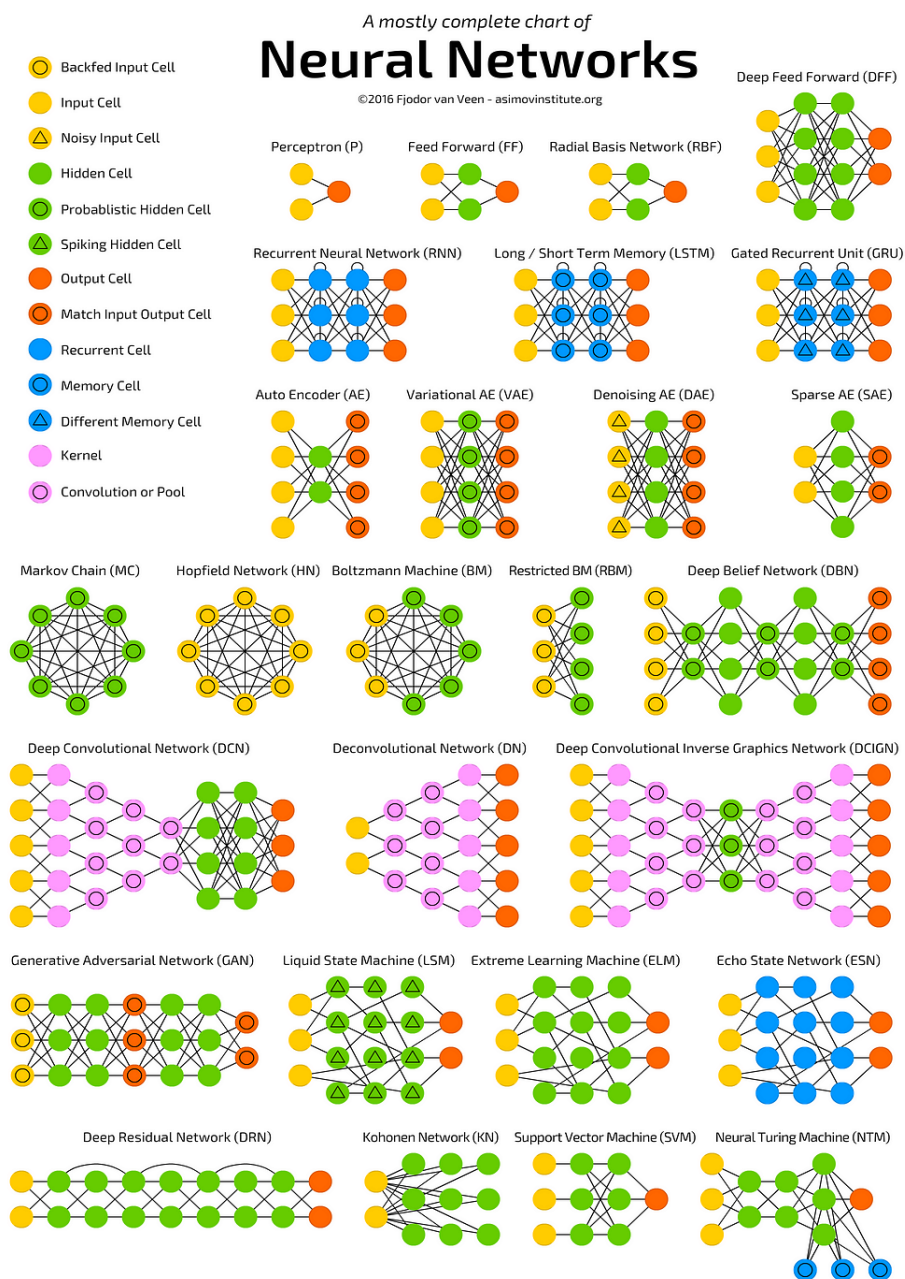 A mostly complete chart of
Neural Networks
©2016 Fjodor van Veen - asimovinstitute.org
Backfed Input Cell
Input Cell
Noisy Input Cell
Hidden Cell
Probablistic Hidden Cell
Spiking Hidden Cell
Output Cell
Match Input Output Cell
Recurrent Cell
Memory Cell
Different Memory Cell
Kernel
Convolution or Pool
Deep Feed Forward (DFF)
Perceptron (P)
Feed Forward (FF)
Radial Basis Network (RBF)
Recurrent Neural Network (RNN)
Long / Short Term Memory (LSTM)
Gated Recurrent Unit (GRU)
Auto Encoder (AE)
Variational AE (VAE)
Denoising AE (DAE)
Sparse AE (SAE)
Markov Chain (MC)
Hopfield Network (HN)
Boltzmann Machine (BM)
Restricted BM (RBM)
Deep Belief Network (DBN)
Deep Convolutional Network (DCN)
Deconvolutional Network (DN)
Deep Convolutional Inverse Graphics Network (DCIGN)
Generative Adversarial Network (GAN)
Liquid State Machine (LSM)
Extreme Learning Machine (ELM)
Echo State Network (ESN)
Deep Residual Network (DRN)
Kohonen Network (KN)
Support Vector Machine (SVM)
Neural Turing Machine (NTM)